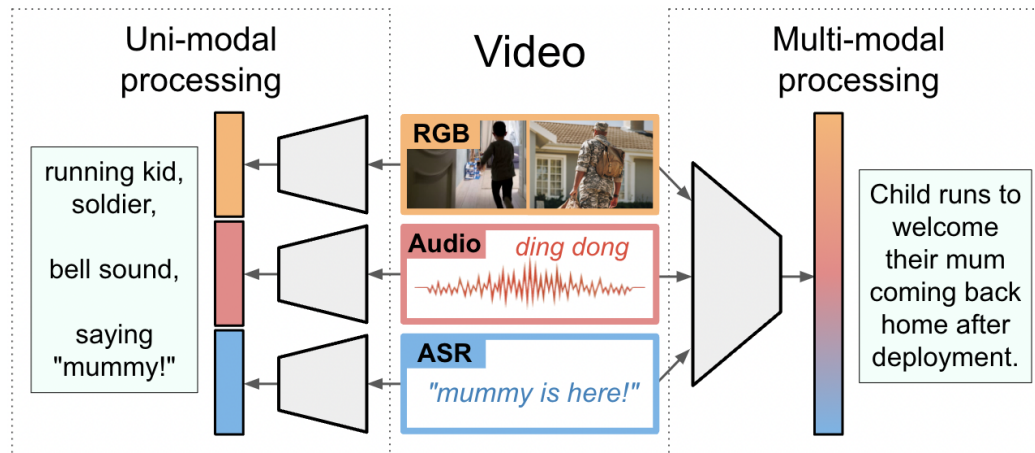 Uni-modal
processing
Video
Multi-modal
processing
running kid,
soldier,
bell sound,
saying
"mummy!"
RGB
Audio
ding dong
ASR
"mummy is here!"
Child runs to
welcome
their mum
coming back
home after
deployment.